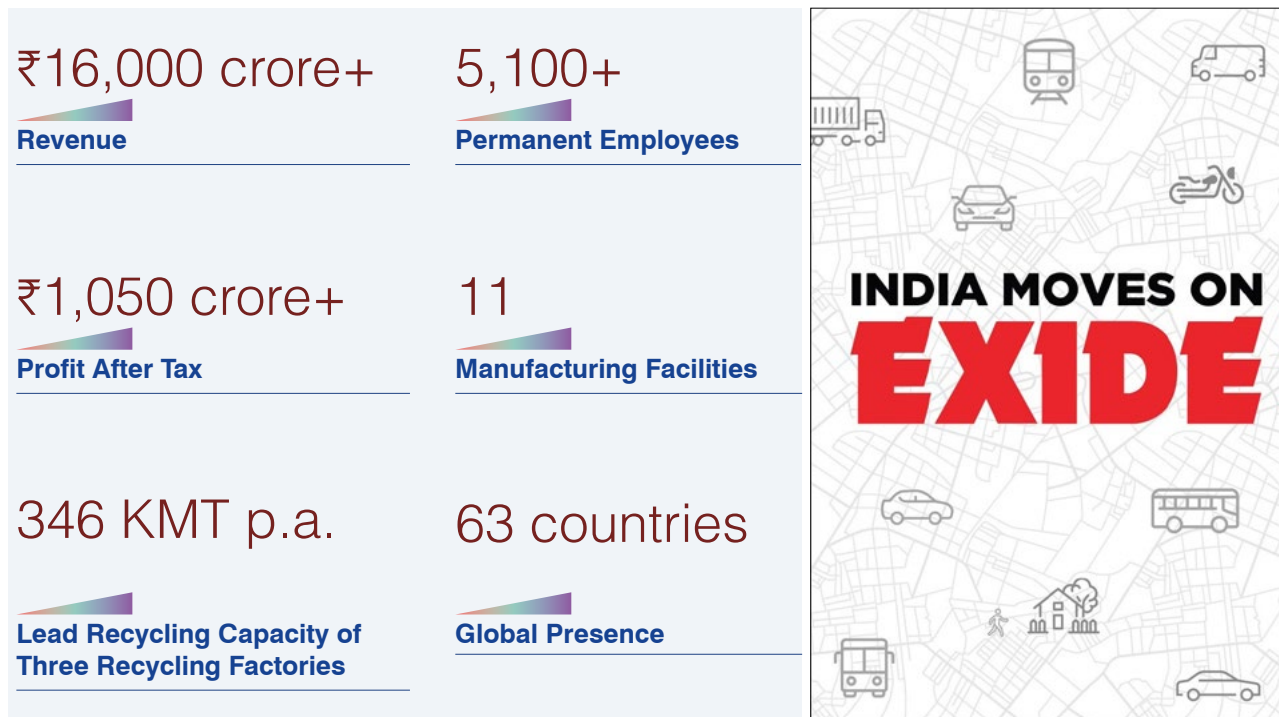 ₹16,000 crore+
Revenue
5,100+
Permanent Employees
₹1,050 crore+
Profit After Tax
11
Manufacturing Facilities
346 KMT p.a.
Lead Recycling Capacity of
Three Recycling Factories
63 countries
Global Presence
INDIA MOVES ON
EXIDE